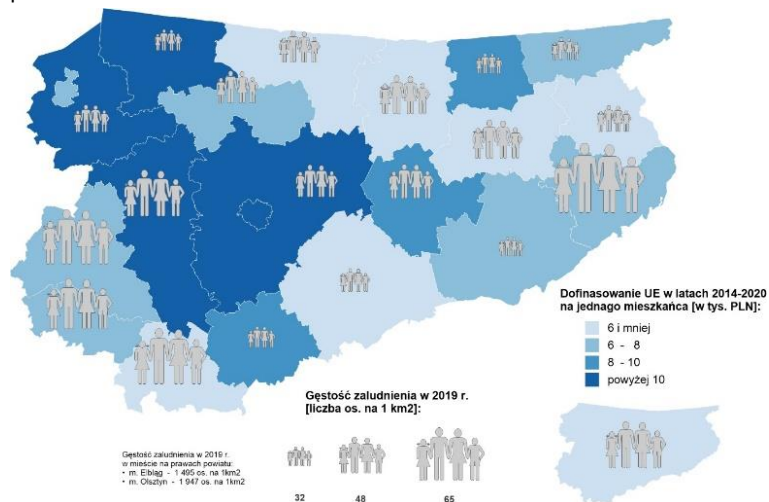 Dofinasowanie UE w latach 2014-2020
na jednego mieszkańca [w tys. PLN]:
6 i mniej
6 - 8
8 - 10
powyżej 10
Gęstość zaludnienia w 2019 r.
[liczba os. na 1 km2]:
Gęstość zaludnienia w 2019 r.
w mieście na prawach powiatu:
• m. Elbląg - 1 495 os. na 1km2
• m. Olsztyn - 1 947 os. na 1km2
32
48
65